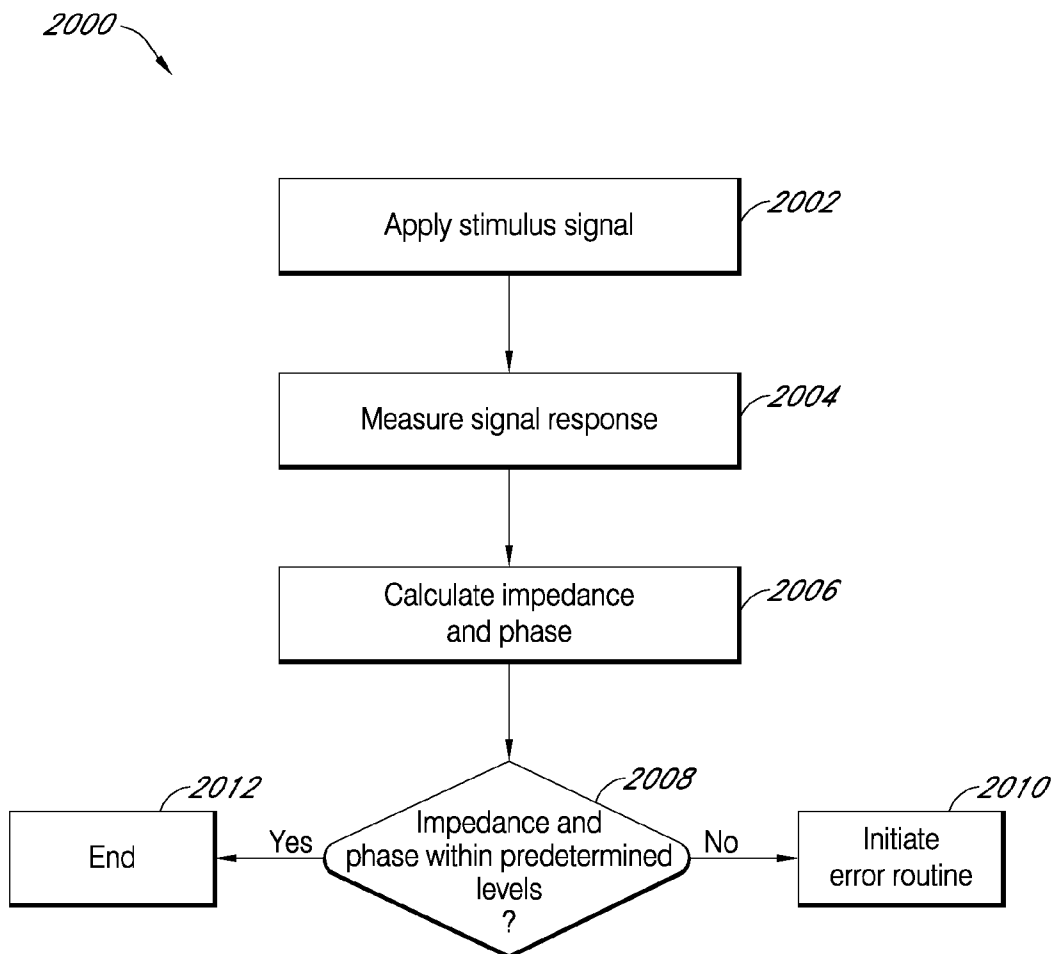 2000
Apply stimulus signal
2002
Measure signal response
2004
Calculate impedance
and phase
2006
2012
2008
2010
End
Yes
Impedance and
phase within predetermined
levels
?
No
Initiate
error routine